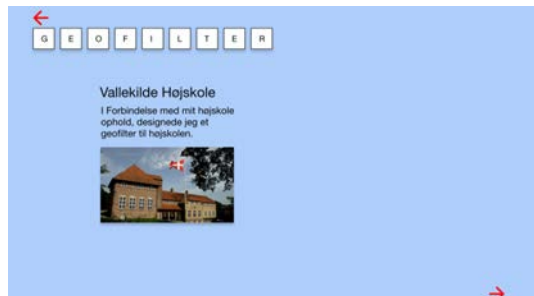 GEOFILTER
Vallekilde Højskole
I Forbindelse med mit højskole
ophold, designede jeg et
geofilter til højskolen.